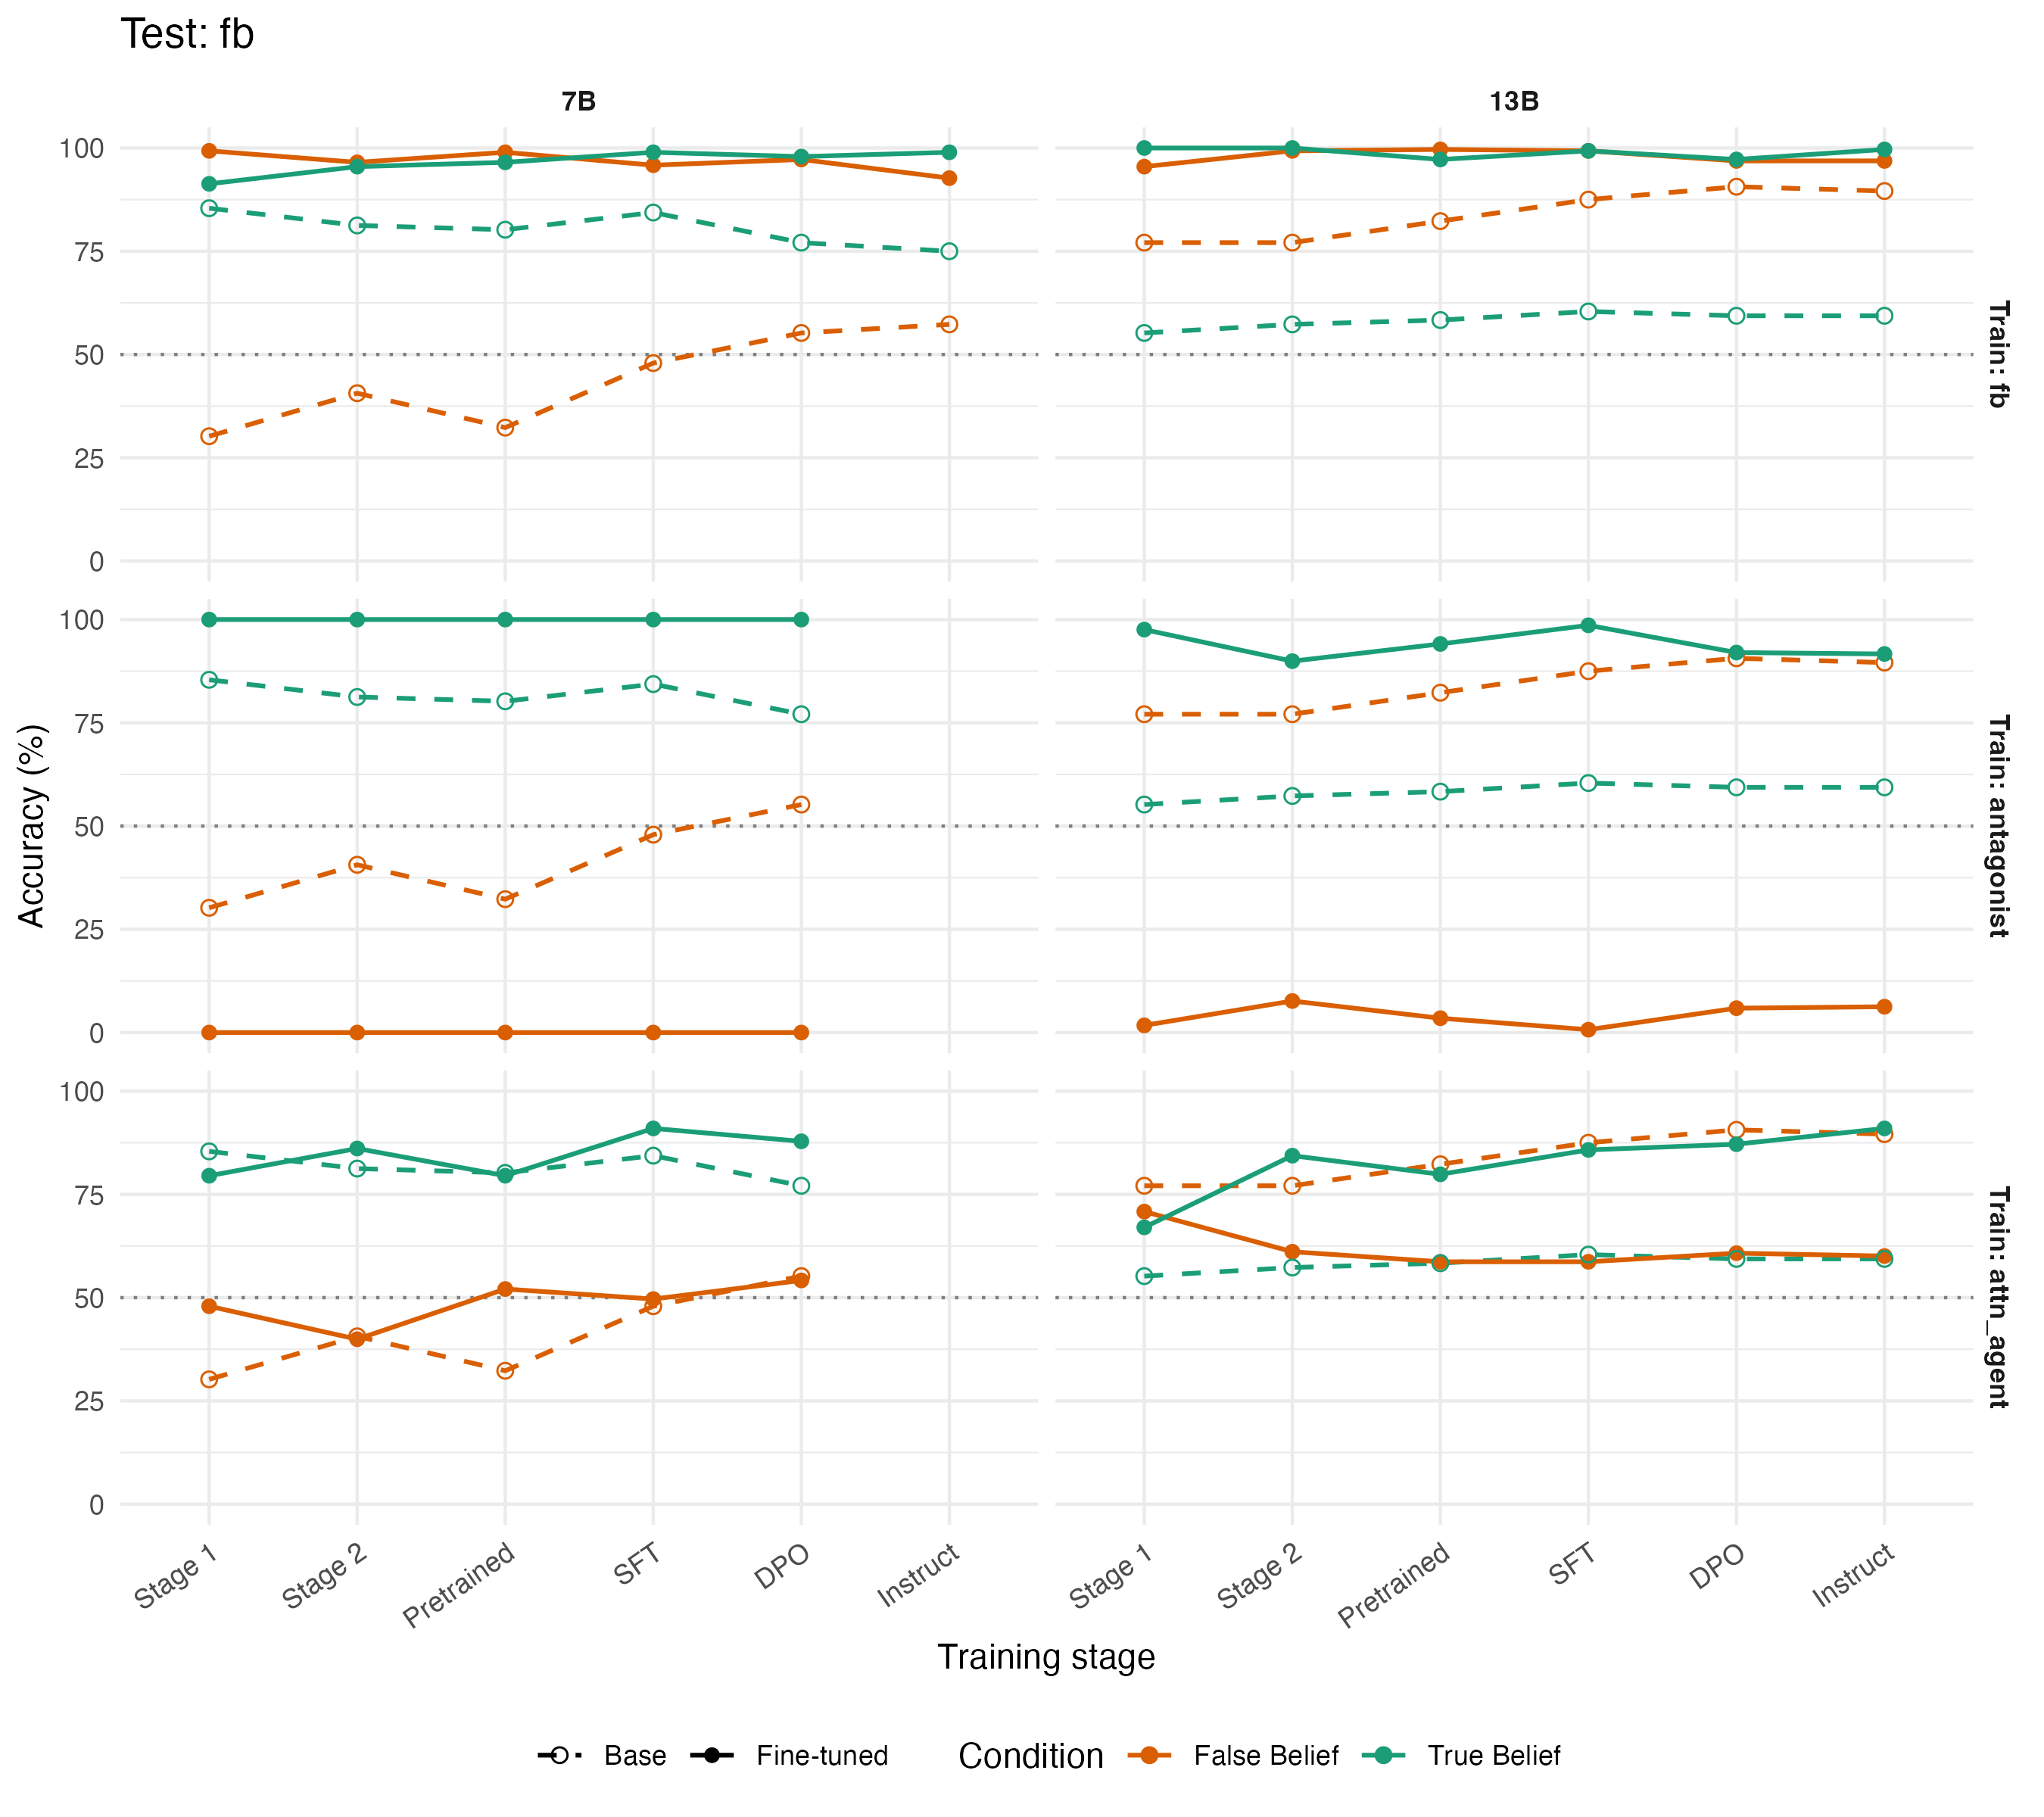 Test: fb
7B
13B
100
75
50
25
0
Train: fb
100
75
50
25
0
Train: antagonist
Accuracy (%)
100
75
50
25
0
Train: attn_agent
Stage 1
Stage 2
Pretrained
SFT
DPO
Instruct
Stage 1
Stage 2
Pretrained
SFT
DPO
Instruct
Training stage
Base
Fine-tuned
Condition
False Belief
True Belief